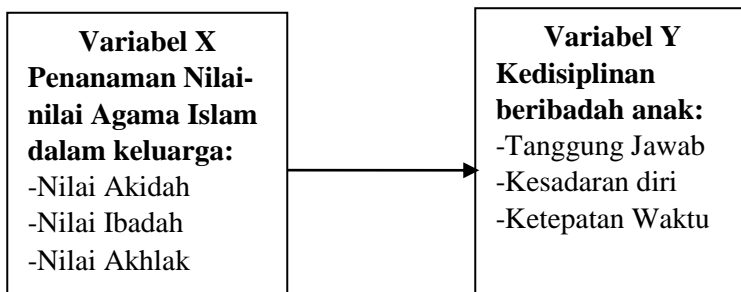 Variabel X
Penanaman Nilai-
nilai Agama Islam
dalam keluarga:
-Nilai Akidah
-Nilai Ibadah
-Nilai Akhlak
Variabel Y
Kedisiplinan
beribadah anak:
-Tanggung Jawab
-Kesadaran diri
-Ketepatan Waktu